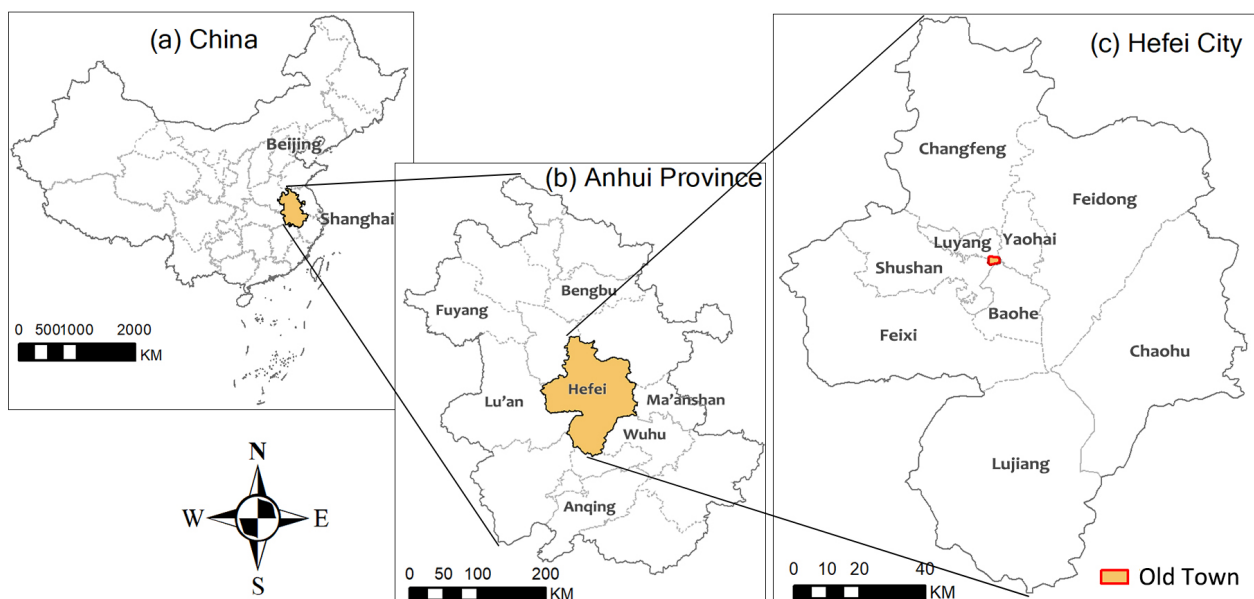 (a) China
Beijing
Shanghai
0 500 1000 2000
KM
N
W E
S
(b) Anhui Province
Bengbu
Fuyang
Hefei
Lu'an
Ma'anshan
Wuhu
Anqing
0 50 100 200
KM
(c) Hefei City
Changfeng
Feidong
Luyang
Yaohai
Shushan
Baohe
Feixi
Chaohu
Lujiang
0 10 20 40
KM
Old Town